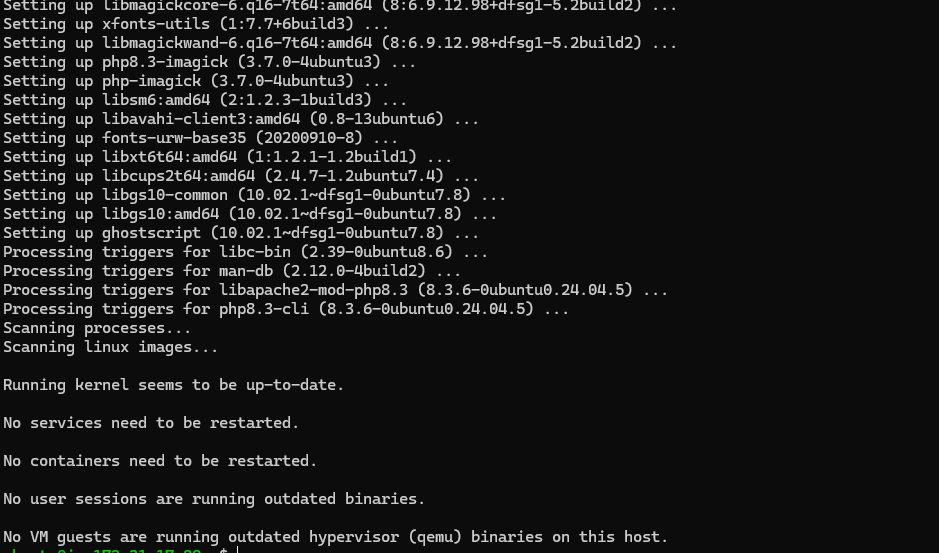 Setting up libmagickcore-6.q16-7t64:amd64 (8:6.9.12.98+dfsg1-5.2build2) ...
Setting up xfonts-utils (1:7.7+6build3) ...
Setting up libmagickwand-6.q16-7t64:amd64 (8:6.9.12.98+dfsg1-5.2build2) ...
Setting up php8.3-imagick (3.7.0-4ubuntu3) ...
Setting up php-imagick (3.7.0-4ubuntu3) ...
Setting up libsm6:amd64 (2:1.2.3-1build3) ...
Setting up libavahi-client3:amd64 (0.8-13ubuntu6) ...
Setting up fonts-urw-base35 (20200910-8) ...
Setting up libxt6t64:amd64 (1:1.2.1-1.2build1) ...
Setting up libcups2t64:amd64 (2.4.7-1.2ubuntu7.4) ...
Setting up libgs10-common (10.02.1~dfsg1-0ubuntu7.8) ...
Setting up libgs10:amd64 (10.02.1~dfsg1-0ubuntu7.8) ...
Setting up ghostscript (10.02.1~dfsg1-0ubuntu7.8) ...
Processing triggers for libc-bin (2.39-0ubuntu8.6) ...
Processing triggers for man-db (2.12.0-4build2) ...
Processing triggers for libapache2-mod-php8.3 (8.3.6-0ubuntu0.24.04.5) ...
Processing triggers for php8.3-cli (8.3.6-0ubuntu0.24.04.5) ...
Scanning processes...
Scanning linux images...
Running kernel seems to be up-to-date.
No services need to be restarted.
No containers need to be restarted.
No user sessions are running outdated binaries.
No VM guests are running outdated hypervisor (qemu) binaries on this host.